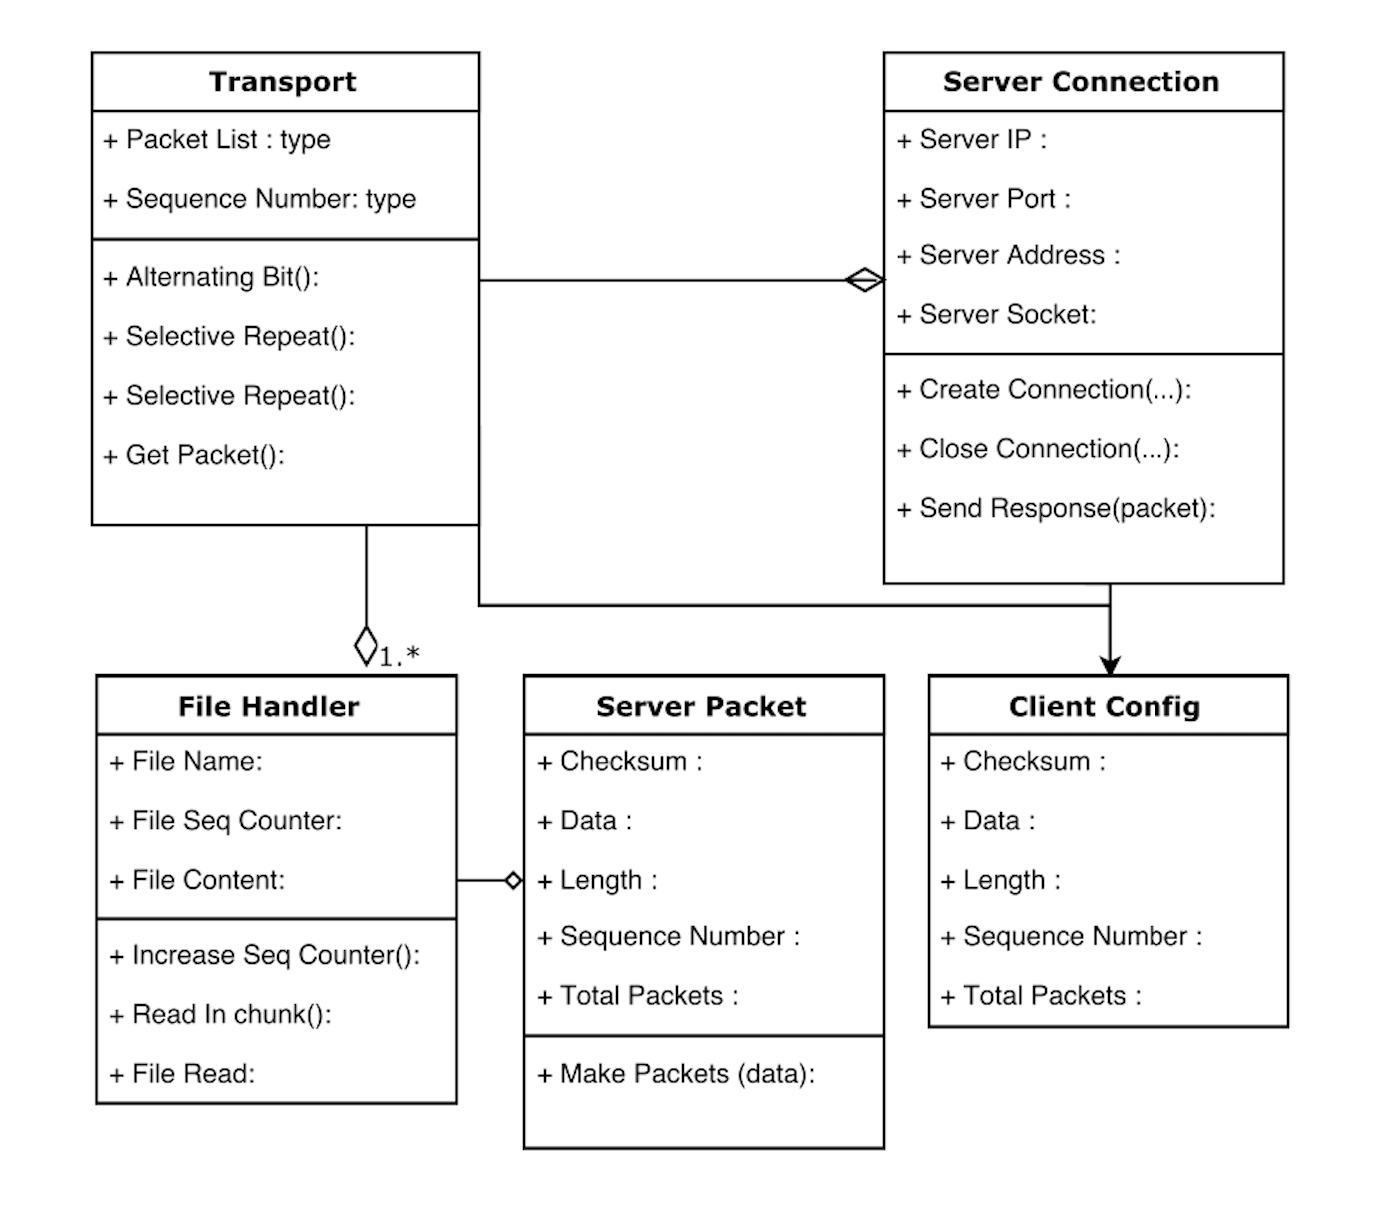 Transport
+ Packet List : type
+ Sequence Number: type
+ Alternating Bit():
+ Selective Repeat():
+ Selective Repeat():
+ Get Packet():
Server Connection
+ Server IP :
+ Server Port :
+ Server Address :
+ Server Socket:
+ Create Connection(...):
+ Close Connection(...):
+ Send Response(packet):
1.*
File Handler
+ File Name:
+ File Seq Counter:
+ File Content:
+ Increase Seq Counter():
+ Read In chunk():
+ File Read:
Server Packet
+ Checksum :
+ Data :
+ Length :
+ Sequence Number :
+ Total Packets :
+ Make Packets (data):
Client Config
+ Checksum :
+ Data :
+ Length :
+ Sequence Number :
+ Total Packets :